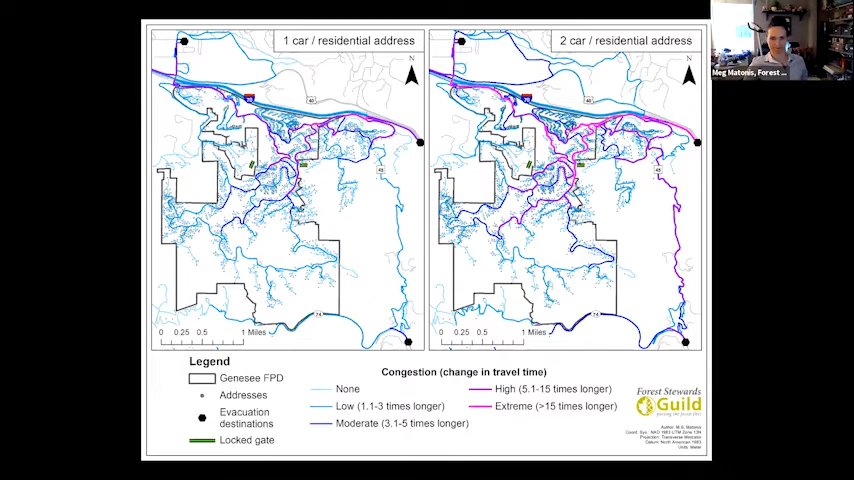 1 car / residential address
2 car / residential address
N
N
70
40
40
45
45
74
74
0 0.25 0.5 1 Miles
0 0.25 0.5 1 Miles
Meg Matonis, Forest ...
Legend
Genesee FPD
Addresses
Evacuation
destinations
Locked gate
Congestion (change in travel time)
None
Low (1.1-3 times longer)
Moderate (3.1-5 times longer)
High (5.1-15 times longer)
Extreme (>15 times longer)
Forest Stewards
Guild
Author: M.S. Matonis
Coord. Sys.: NAD 1983 UTM Zone 13N
Projection: Transverse Mercator
Datum: North American 1983
Units: Meter